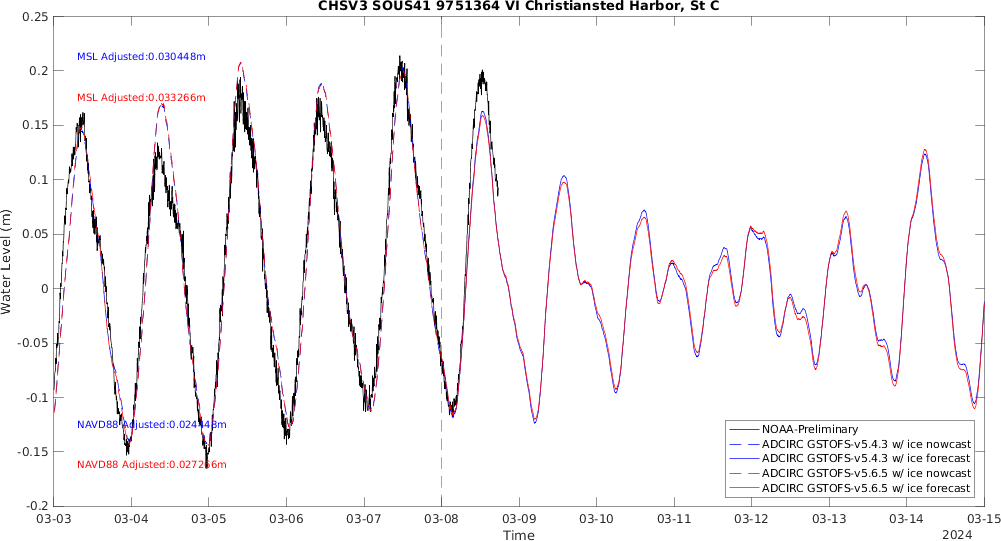 CHSV3 SOUS41 9751364 VI Christiansted Harbor, St C
0.25
0.2
0.15
0.1
0.05
0
-0.05
-0.1
-0.15
-0.2
Water Level (m)
MSL Adjusted:0.030448m
MSL Adjusted:0.033266m
NAVD88 Adjusted:0.024448m
NAVD88 Adjusted:0.027266m
NOAA-Preliminary
ADCIRC GSTOFS-v5.4.3 w/ ice nowcast
ADCIRC GSTOFS-v5.4.3 w/ ice forecast
ADCIRC GSTOFS-v5.6.5 w/ ice nowcast
ADCIRC GSTOFS-v5.6.5 w/ ice forecast
03-03 03-04 03-05 03-06 03-07 03-08 03-09 03-10 03-11 03-12 03-13 03-14 03-15
Time
2024